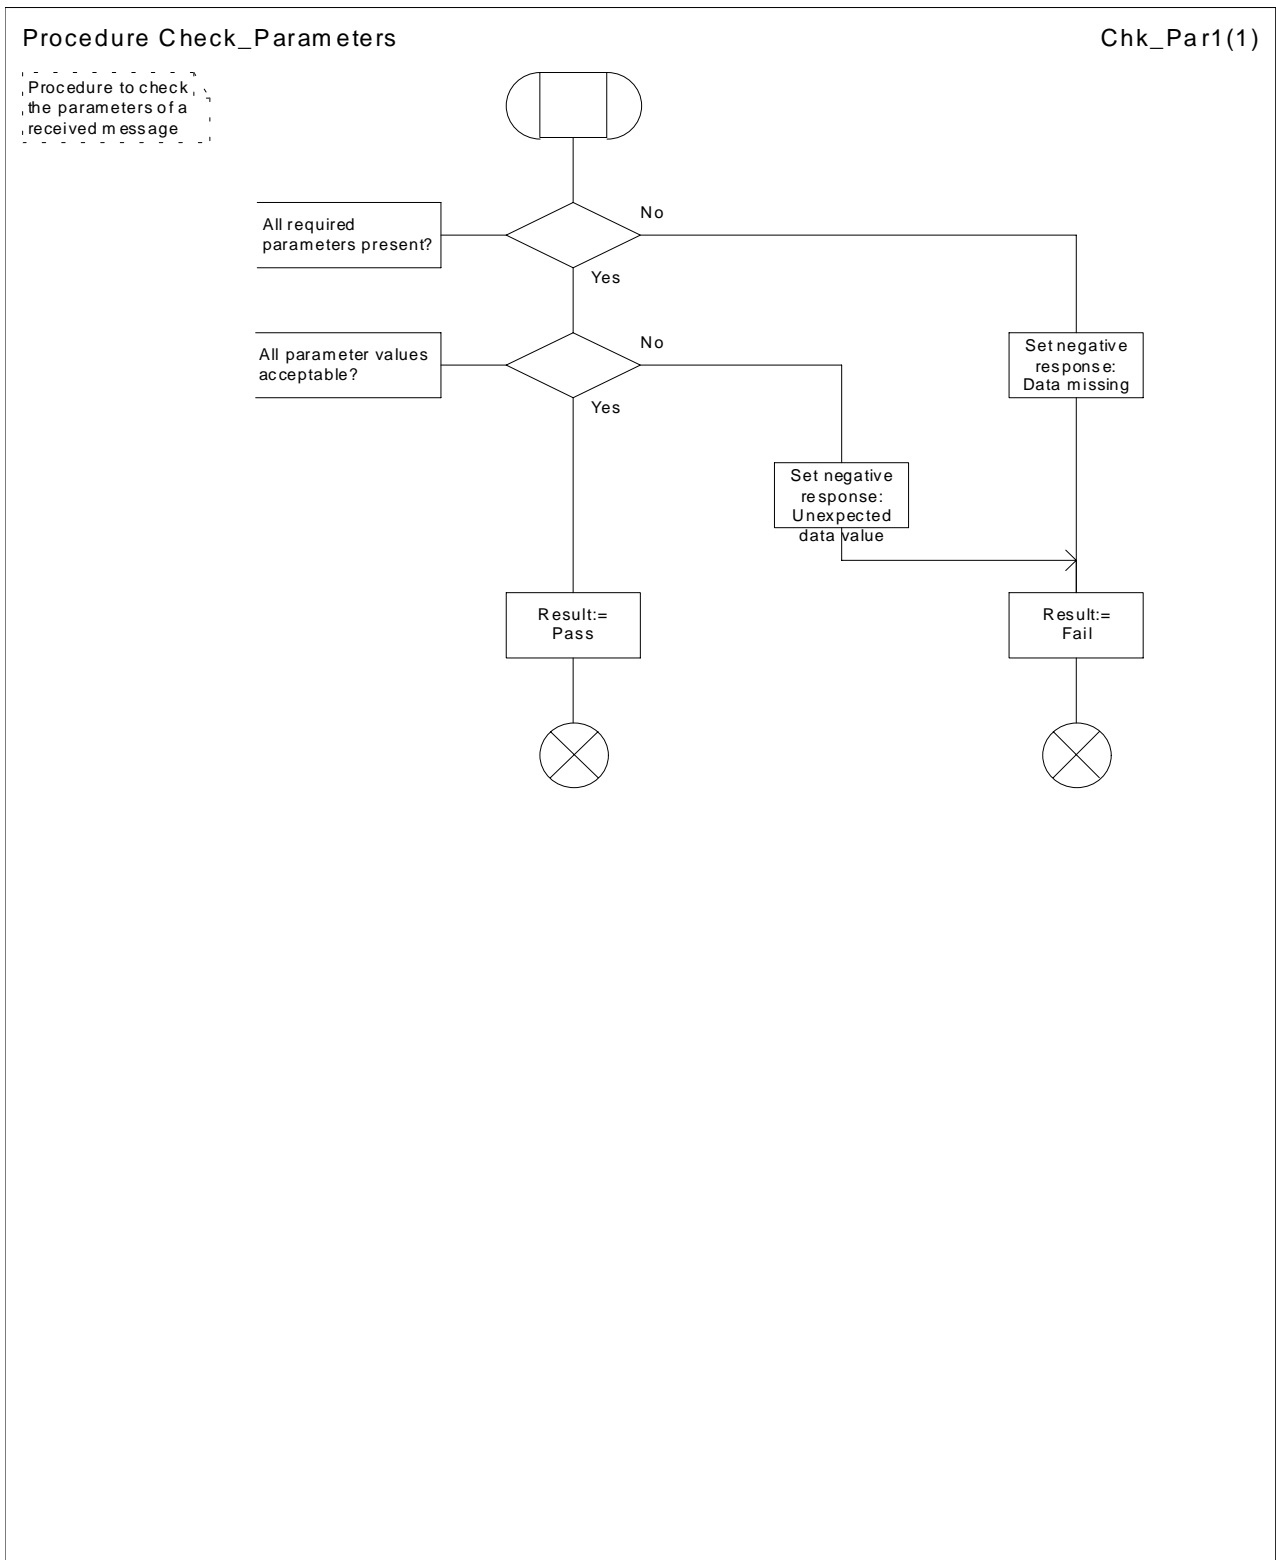 Procedure Check_Parameters
Chk_Par1(1)
Procedure to check
the parameters of a
received message
All required
parameters present?
No
Yes
All parameter values
acceptable?
No
Yes
Set negative
response:
Data missing
Set negative
response:
Unexpected
data value
Result:=
Pass
Result:=
Fail